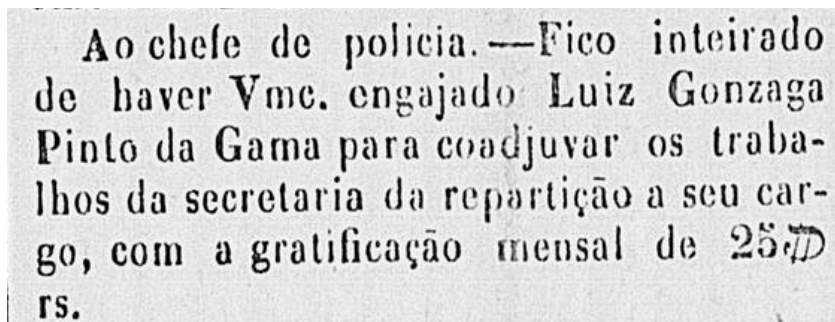 Ao chefe de policia.—Fico inteirado
de haver Vmc. engajado Luiz Gonzaga
Pinto da Gama para coadjuvar os traba-
lhos da secretaria da repartição a seu car-
go, com a gratificação mensal de 25$
rs.